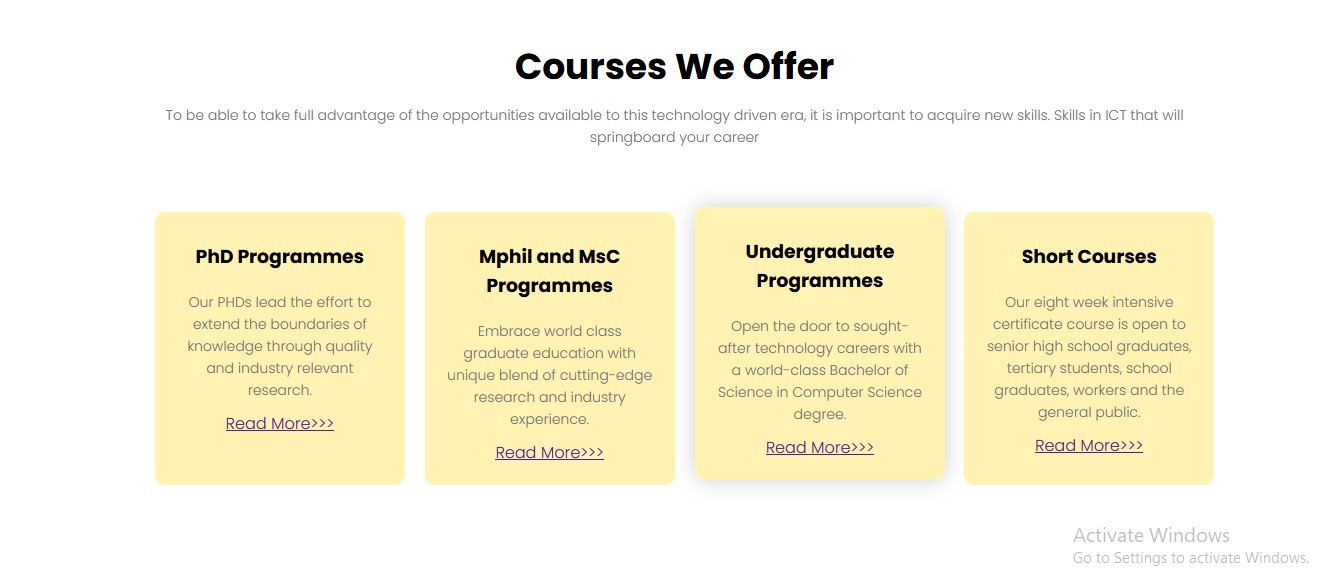 Courses We Offer
To be able to take full advantage of the opportunities available to this technology driven era, it is important to acquire new skills. Skills in ICT that will
springboard your career
PhD Programmes
Our PHDs lead the effort to
extend the boundaries of
knowledge through quality
and industry relevant
research.
Read More>>>
Mphil and MsC
Programmes
Embrace world class
graduate education with
unique blend of cutting-edge
research and industry
experience.
Read More>>>
Undergraduate
Programmes
Open the door to sought-
after technology careers with
a world-class Bachelor of
Science in Computer Science
degree.
Read More>>>
Short Courses
Our eight week intensive
certificate course is open to
senior high school graduates,
tertiary students, school
graduates, workers and the
general public.
Read More>>>
Activate Windows
Go to Settings to activate Windows.